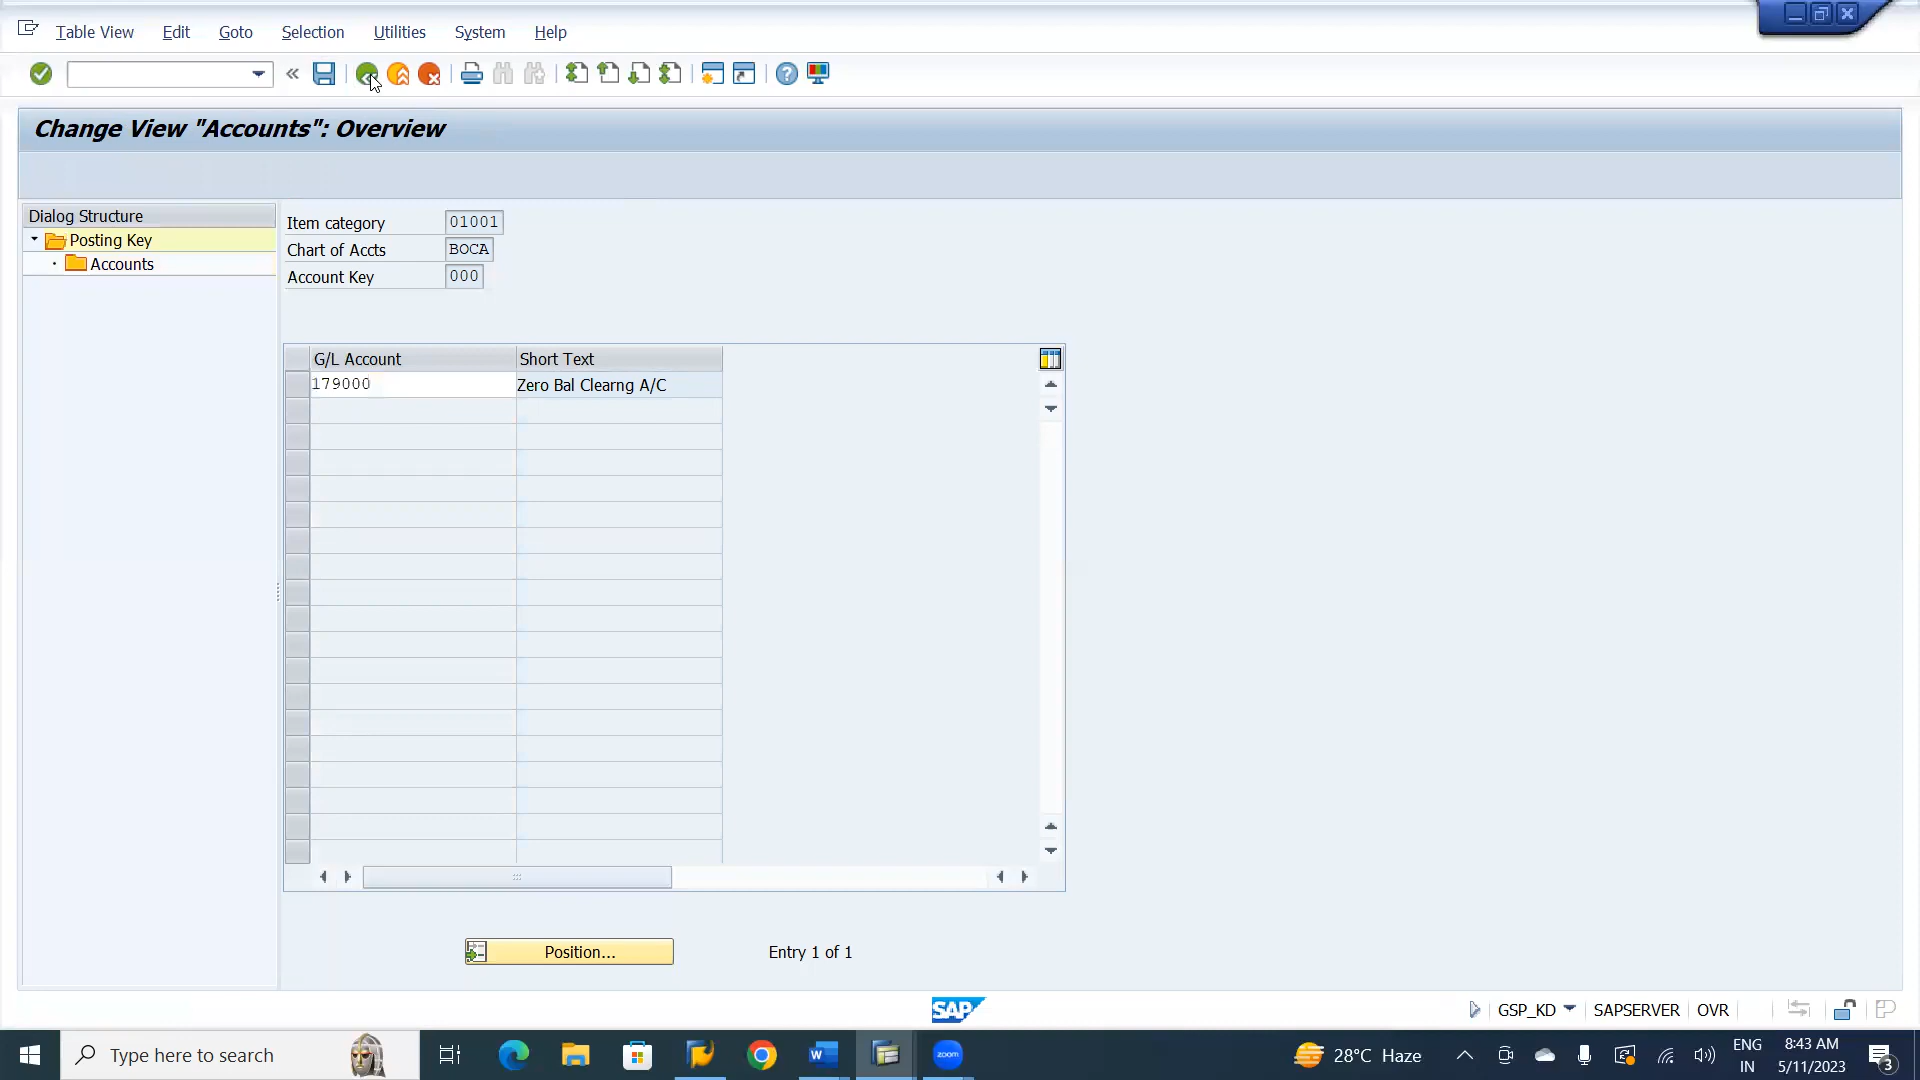 Table View Edit Goto Selection Utilities System Help
Change View "Accounts": Overview
Dialog Structure
Posting Key
Accounts
Item category 01001
Chart of Accts BOCA
Account Key 000
G/L Account Short Text
179000 Zero Bal Clearng A/C
Position... Entry 1 of 1
SAP GSP_KD SAPSERVER OVR
Type here to search
zoom
28°C Haze
ENG
IN
8:43 AM
5/11/2023
3